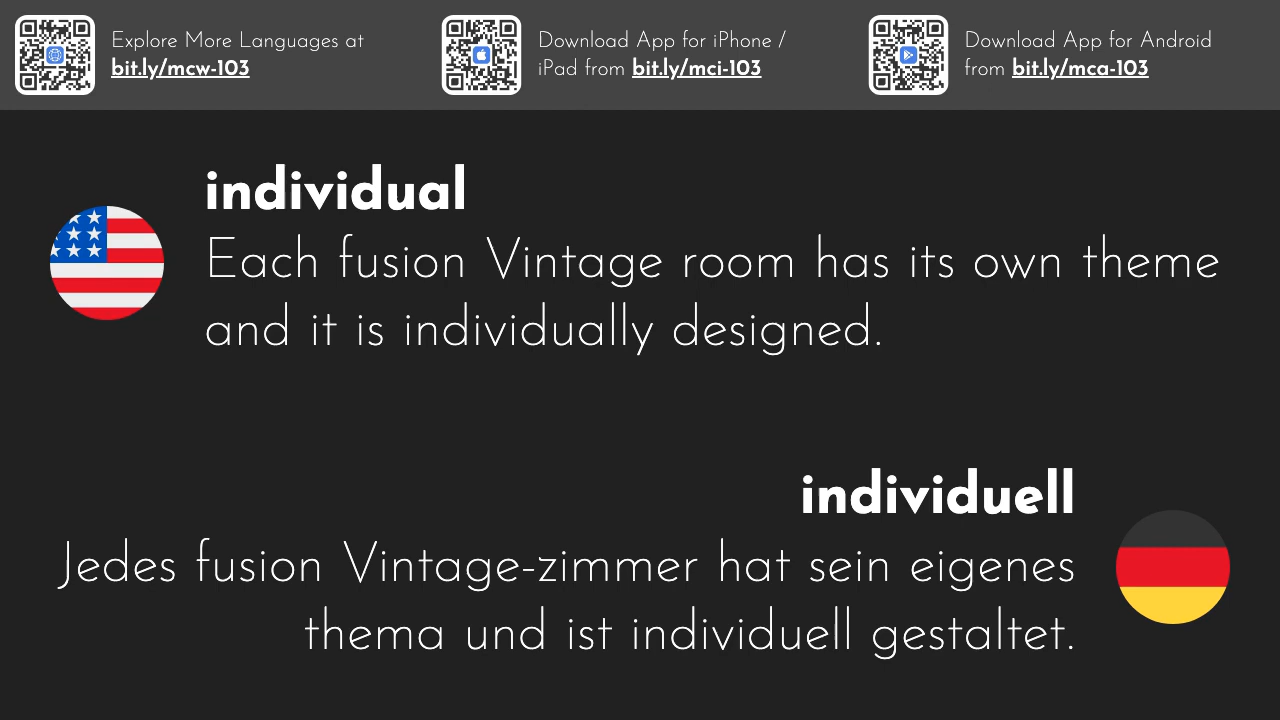 Explore More Languages at
bit.ly/mcw-103
Download App for iPhone /
iPad from bit.ly/mci-103
Download App for Android
from bit.ly/mca-103
individual
Each fusion Vintage room has its own theme
and it is individually designed.
individuell
Jedes fusion Vintage-zimmer hat sein eigenes
thema und ist individuell gestaltet.